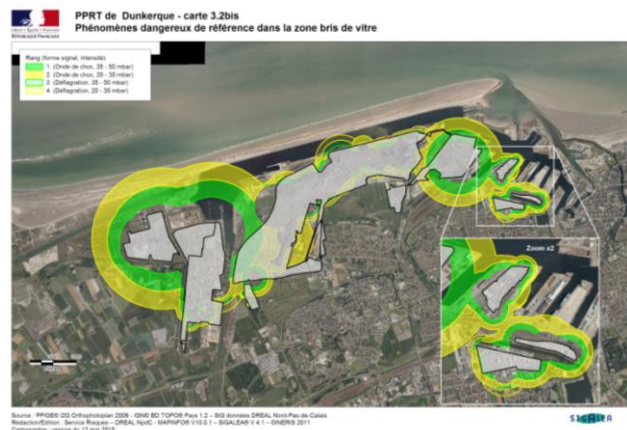 PPRT de Dunkerque - carte 3.2bis
Phénomènes dangereux de référence dans la zone bris de vitre
RÉPUBLIQUE FRANÇAISE
Rang (forme signal, intensité)
1 (Onde de choc, 35 - 50 mbar)
2 (Onde de choc, 20 - 35 mbar)
3 (Déflagration, 35 - 50 mbar)
4 (Déflagration, 20 - 35 mbar)
Zoom x2
Source : PPIGE© I2G Orthophotoplan 2009 - IGN© BD TOPO® Pays 1.2 – SIG données DREAL Nord-Pas-de-Calais
Rédaction/Edition : Service Risques – DREAL NpdC - MAPINFO® V10.0.1 – SIGALEA® V 4.1 – ©INERIS 2011
SIGALEA